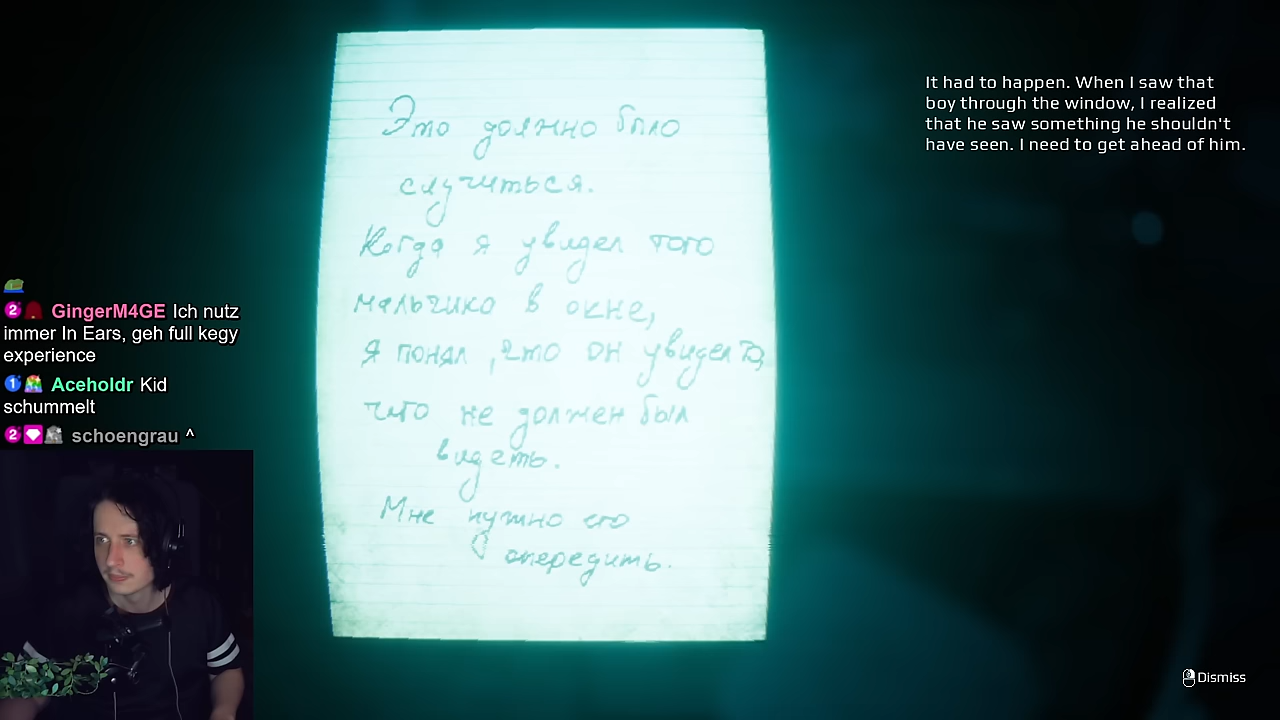 Это должно было
случиться.
Когда я увидел того
мальчика в окне,
я понял, что он увидел то,
что не должен был
видеть.
Мне нужно его
опередить.
It had to happen. When I saw that
boy through the window, I realized
that he saw something he shouldn't
have seen. I need to get ahead of him.
2 GingerM4GE Ich nutz
immer In Ears, geh full kegy
experience
1 Aceholdr Kid
schummelt
2 schoengrau ^
Dismiss